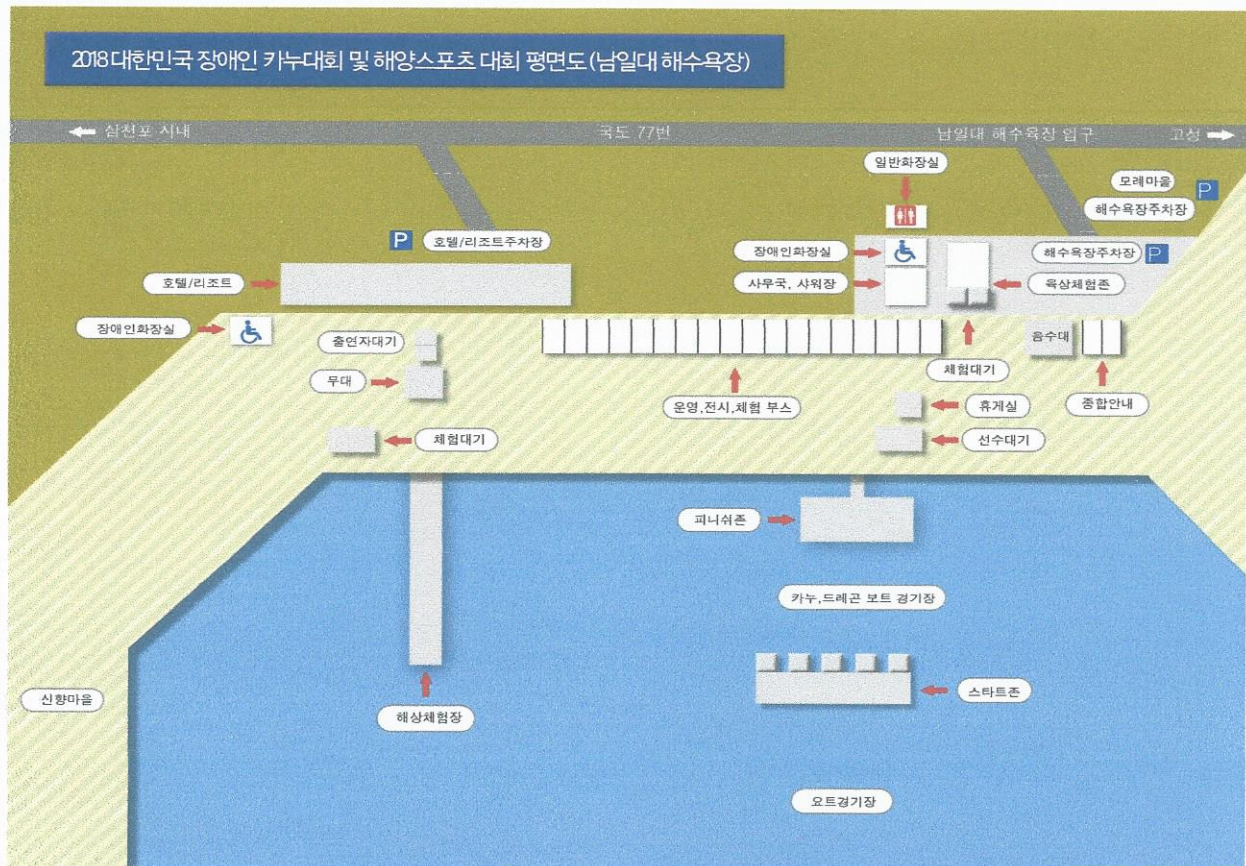 2018 대한민국 장애인 카누대회 및 해양스포츠 대회 평면도 (남일대 해수욕장)
삼천포 시내
국도 77번
남일대 해수욕장 입구
고성
일반화장실
모레마을
해수욕장주차장
P
P
호텔/리조트주차장
장애인화장실
해수욕장주차장
P
호텔/리조트
사무국, 샤워장
육상체험존
장애인화장실
출연자대기
음수대
무대
체험대기
운영,전시,체험 부스
휴게실
종합안내
체험대기
선수대기
피니쉬존
카누,드레곤 보트 경기장
신향마을
스타트존
해상체험장
요트경기장